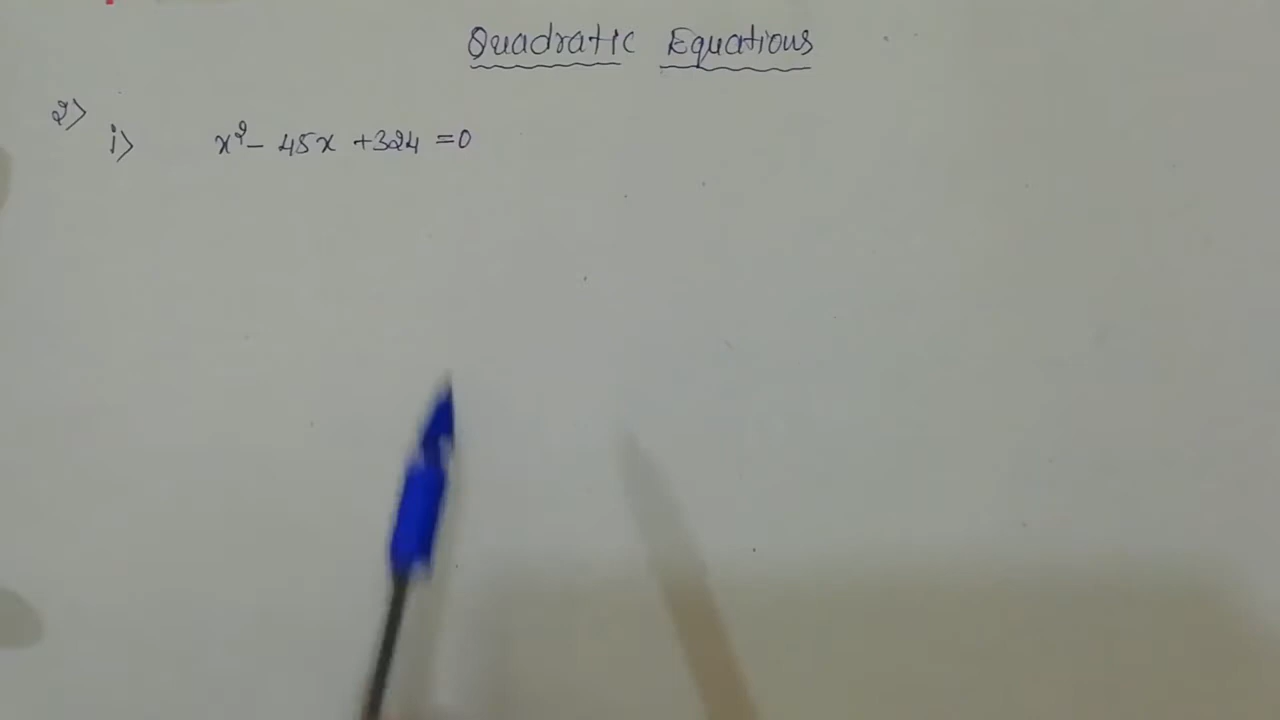 Quadratic Equations
2)
i) x² - 45x + 324 = 0